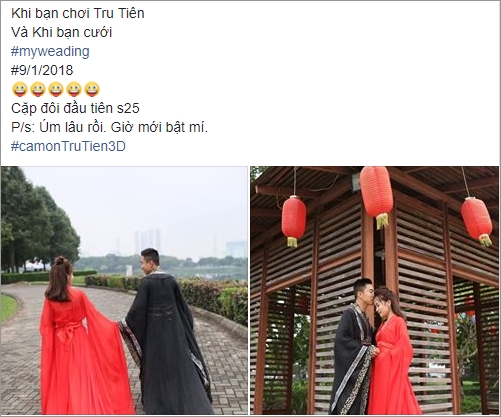 Khi bạn chơi Tru Tiên
Và Khi bạn cưới
#myweading
#9/1/2018
😀😀😀😀😀
Cặp đôi đầu tiên s25
P/s: Úm lâu rồi. Giờ mới bật mí.
#camonTruTien3D